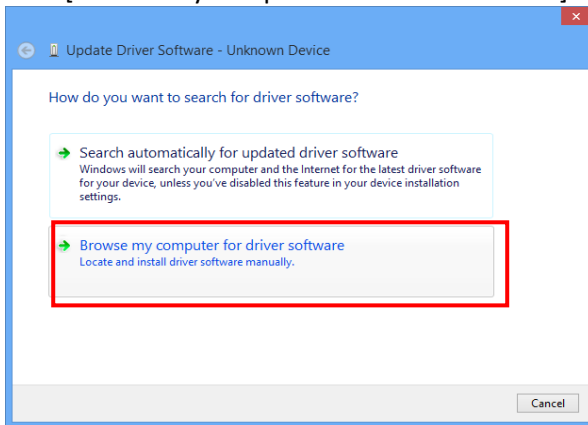 Update Driver Software - Unknown Device
How do you want to search for driver software?
Search automatically for updated driver software
Windows will search your computer and the Internet for the latest driver software
for your device, unless you've disabled this feature in your device installation
settings.
Browse my computer for driver software
Locate and install driver software manually.
Cancel